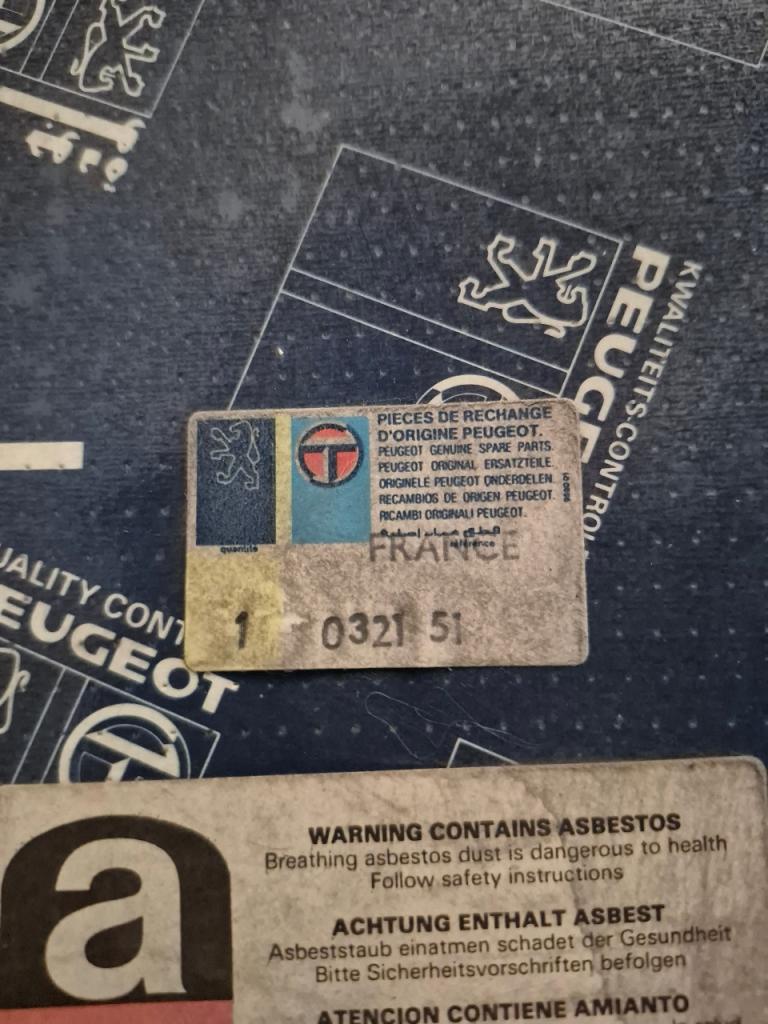 KWALITEITS-CONTROL
PEUGE
PIECES DE RECHANGE
D'ORIGINE PEUGEOT.
PEUGEOT GENUINE SPARE PARTS.
PEUGEOT ORIGINAL ERSATZTEILE.
ORIGINELE PEUGEOT ONDERDELEN.
RECAMBIOS DE ORIGEN PEUGEOT.
RICAMBI ORIGINALI PEUGEOT.
quantité
référence
FRANCE
1 0321 51
UALITY CONT
EUGEOT
a
WARNING CONTAINS ASBESTOS
Breathing asbestos dust is dangerous to health
Follow safety instructions
ACHTUNG ENTHALT ASBEST
Asbeststaub einatmen schadet der Gesundheit
Bitte Sicherheitsvorschriften befolgen
ATENCION CONTIENE AMIANTO